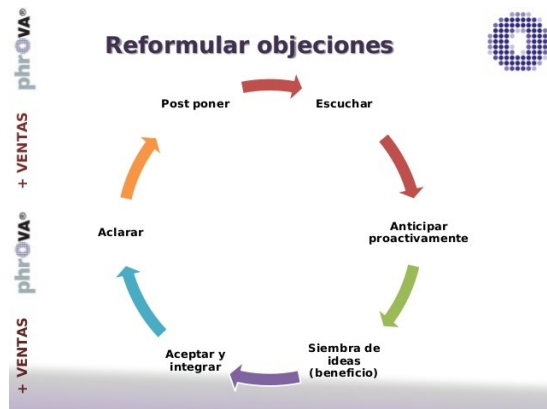 Reformular objeciones
Post poner
Escuchar
Anticipar
proactivamente
Siembra de
ideas
(beneficio)
Aceptar y
integrar
Aclarar
phrOVA®
+ VENTAS
phrOVA®
+ VENTAS